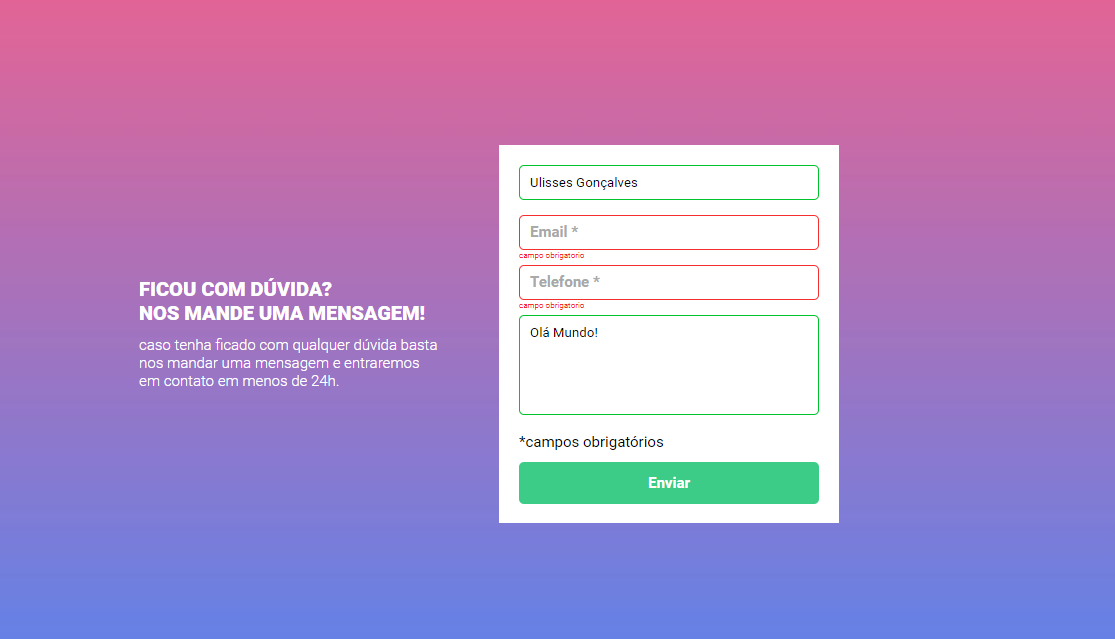 FICOU COM DÚVIDA?
NOS MANDE UMA MENSAGEM!
caso tenha ficado com qualquer dúvida basta
nos mandar uma mensagem e entraremos
em contato em menos de 24h.
Ulisses Gonçalves
Email *
campo obrigatorio
Telefone *
campo obrigatorio
Olá Mundo!
*campos obrigatórios
Enviar